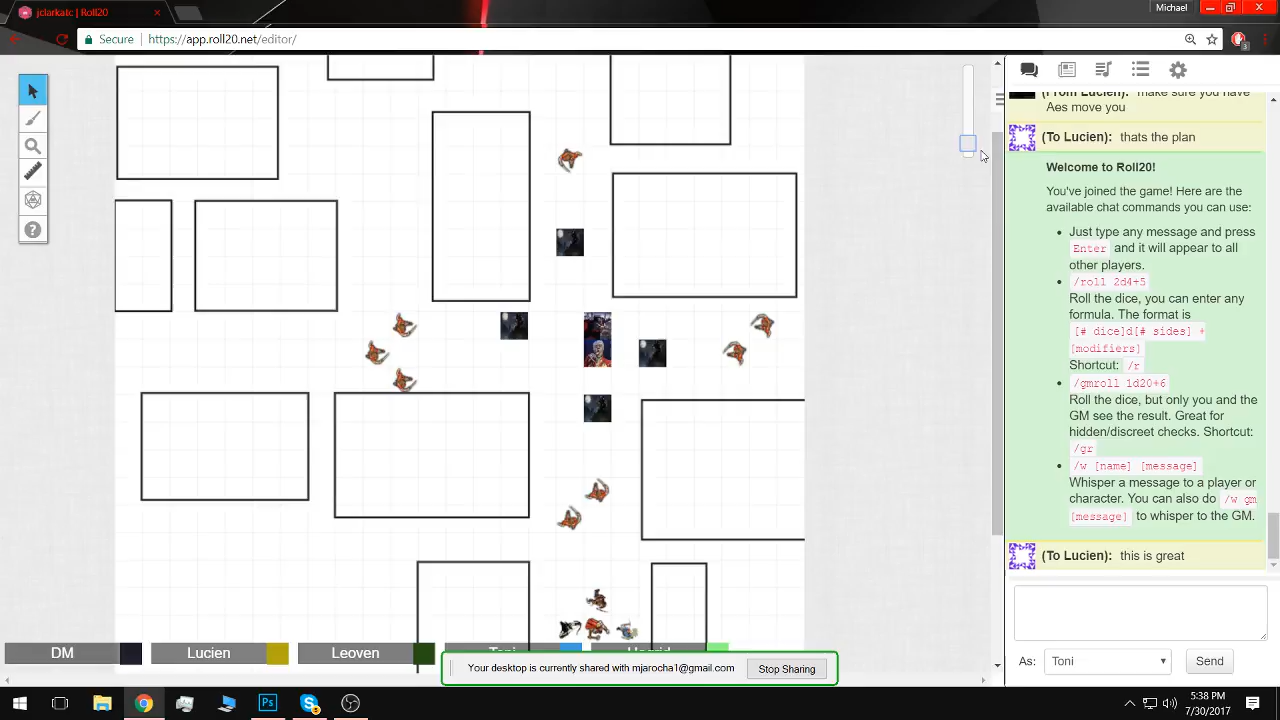 jclarkatc | Roll20
Michael
Secure
https://app.roll20.net/editor/
3
(From Lucien): make sure you have
Aes move you
(To Lucien): thats the plan
Welcome to Roll20!
You've joined the game! Here are the
available chat commands you can use:
Just type any message and press
Enter and it will appear to all
other players.
/roll 2d4+5
Roll the dice, you can enter any
formula. The format is
[# dice]d[# sides] +
[modifiers]
Shortcut: /r
/gmroll 1d20+6
Roll the dice, but only you and the
GM see the result. Great for
hidden/discreet checks. Shortcut:
/gr
/w [name] [message]
Whisper a message to a player or
character. You can also do /w gm
[message] to whisper to the GM.
(To Lucien): this is great
As: Toni Send
DM Lucien Leoven Toni
Your desktop is currently shared with mjarocha1@gmail.com Stop Sharing
Ps
5:38 PM
7/30/2017